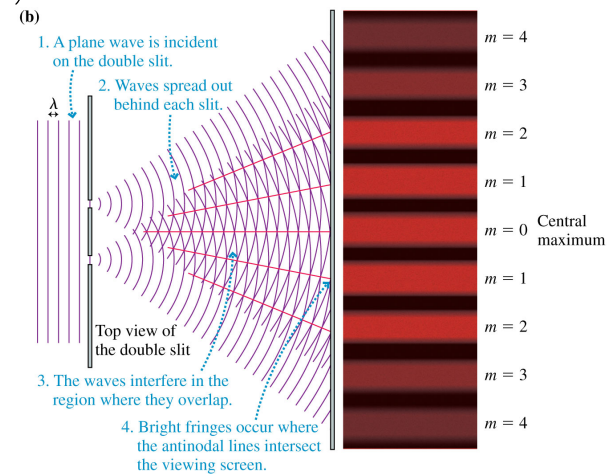 (b)
1. A plane wave is incident
on the double slit.
2. Waves spread out
behind each slit.
λ
Top view of
the double slit
3. The waves interfere in the
region where they overlap.
4. Bright fringes occur where
the antinodal lines intersect
the viewing screen.
m = 4
m = 3
m = 2
m = 1
m = 0 Central
maximum
m = 1
m = 2
m = 3
m = 4